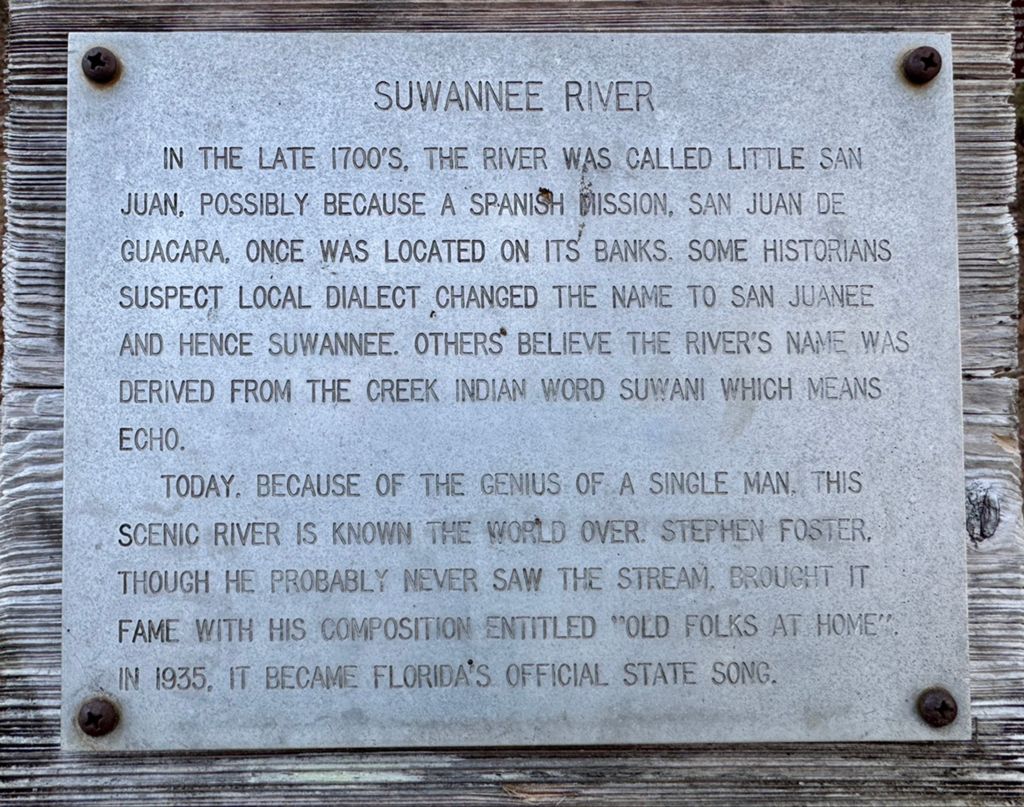 SUWANNEE RIVER
IN THE LATE 1700'S, THE RIVER WAS CALLED LITTLE SAN
JUAN, POSSIBLY BECAUSE A SPANISH MISSION, SAN JUAN DE
GUACARA, ONCE WAS LOCATED ON ITS BANKS. SOME HISTORIANS
SUSPECT LOCAL DIALECT CHANGED THE NAME TO SAN JUANEE
AND HENCE SUWANNEE. OTHERS BELIEVE THE RIVER'S NAME WAS
DERIVED FROM THE CREEK INDIAN WORD SUWANI WHICH MEANS
ECHO.
TODAY, BECAUSE OF THE GENIUS OF A SINGLE MAN, THIS
SCENIC RIVER IS KNOWN THE WORLD OVER. STEPHEN FOSTER,
THOUGH HE PROBABLY NEVER SAW THE STREAM, BROUGHT IT
FAME WITH HIS COMPOSITION ENTITLED "OLD FOLKS AT HOME".
IN 1935, IT BECAME FLORIDA'S OFFICIAL STATE SONG.